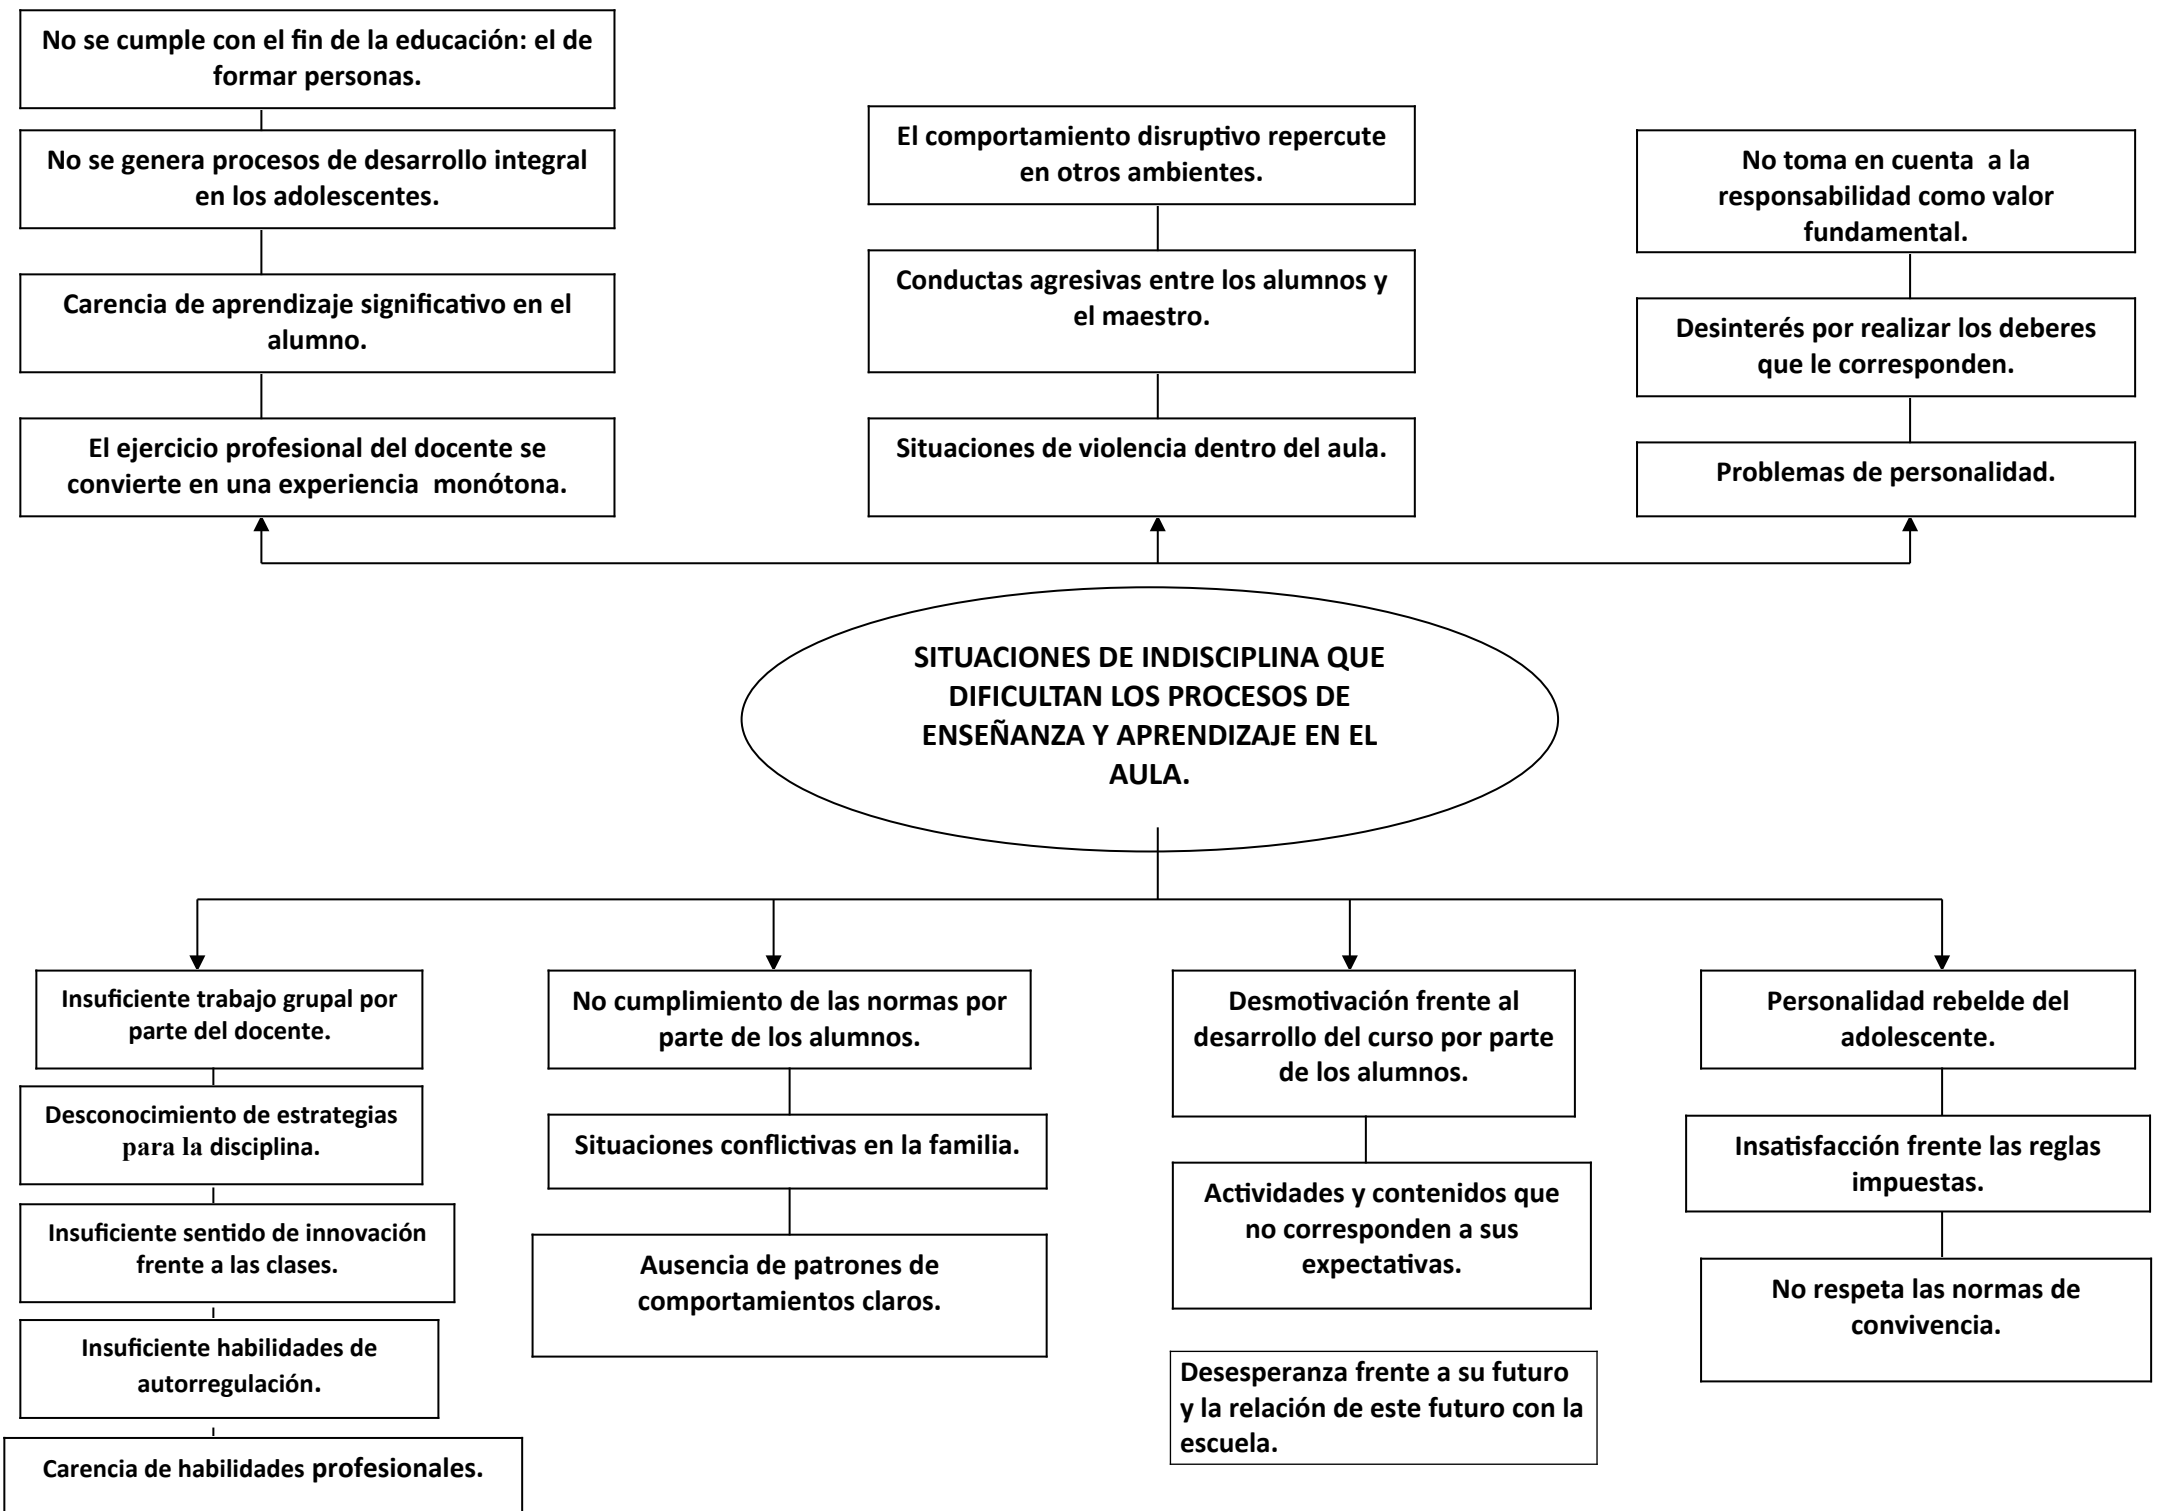 No se cumple con el fin de la educación: el de
formar personas.
No se genera procesos de desarrollo integral
en los adolescentes.
Carencia de aprendizaje significativo en el
alumno.
El ejercicio profesional del docente se
convierte en una experiencia monótona.
El comportamiento disruptivo repercute
en otros ambientes.
Conductas agresivas entre los alumnos y
el maestro.
Situaciones de violencia dentro del aula.
No toma en cuenta a la
responsabilidad como valor
fundamental.
Desinterés por realizar los deberes
que le corresponden.
Problemas de personalidad.
SITUACIONES DE INDISCIPLINA QUE
DIFICULTAN LOS PROCESOS DE
ENSEÑANZA Y APRENDIZAJE EN EL
AULA.
Insuficiente trabajo grupal por
parte del docente.
Desconocimiento de estrategias
para la disciplina.
Insuficiente sentido de innovación
frente a las clases.
Insuficiente habilidades de
autorregulación.
Carencia de habilidades profesionales.
No cumplimiento de las normas por
parte de los alumnos.
Situaciones conflictivas en la familia.
Ausencia de patrones de
comportamientos claros.
Desmotivación frente al
desarrollo del curso por parte
de los alumnos.
Actividades y contenidos que
no corresponden a sus
expectativas.
Desesperanza frente a su futuro
y la relación de este futuro con la
escuela.
Personalidad rebelde del
adolescente.
Insatisfacción frente las reglas
impuestas.
No respeta las normas de
convivencia.